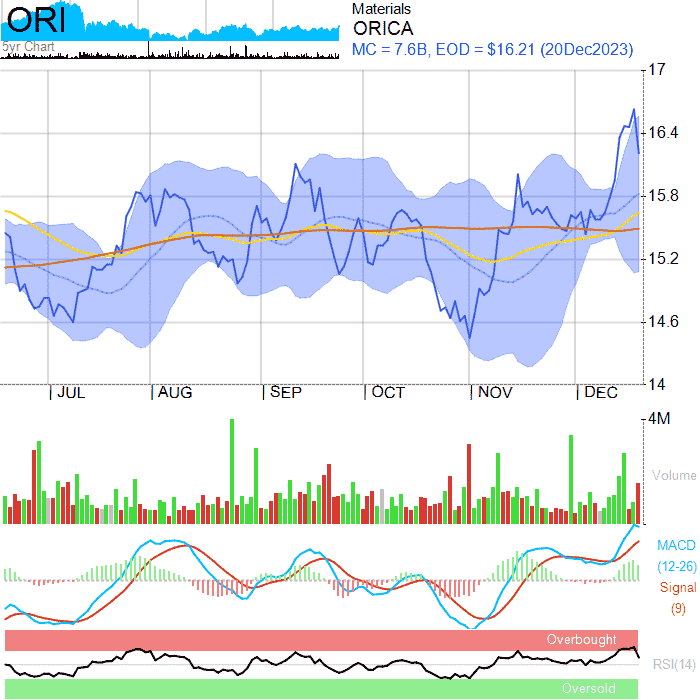 ORI
5yr Chart
Materials
ORICA
MC = 7.6B, EOD = $16.21 (20Dec2023)
17
16.4
15.8
15.2
14.6
14
JUL AUG SEP OCT NOV DEC
4M
Volume
MACD
(12-26)
Signal
(9)
Overbought
RSI(14)
Oversold